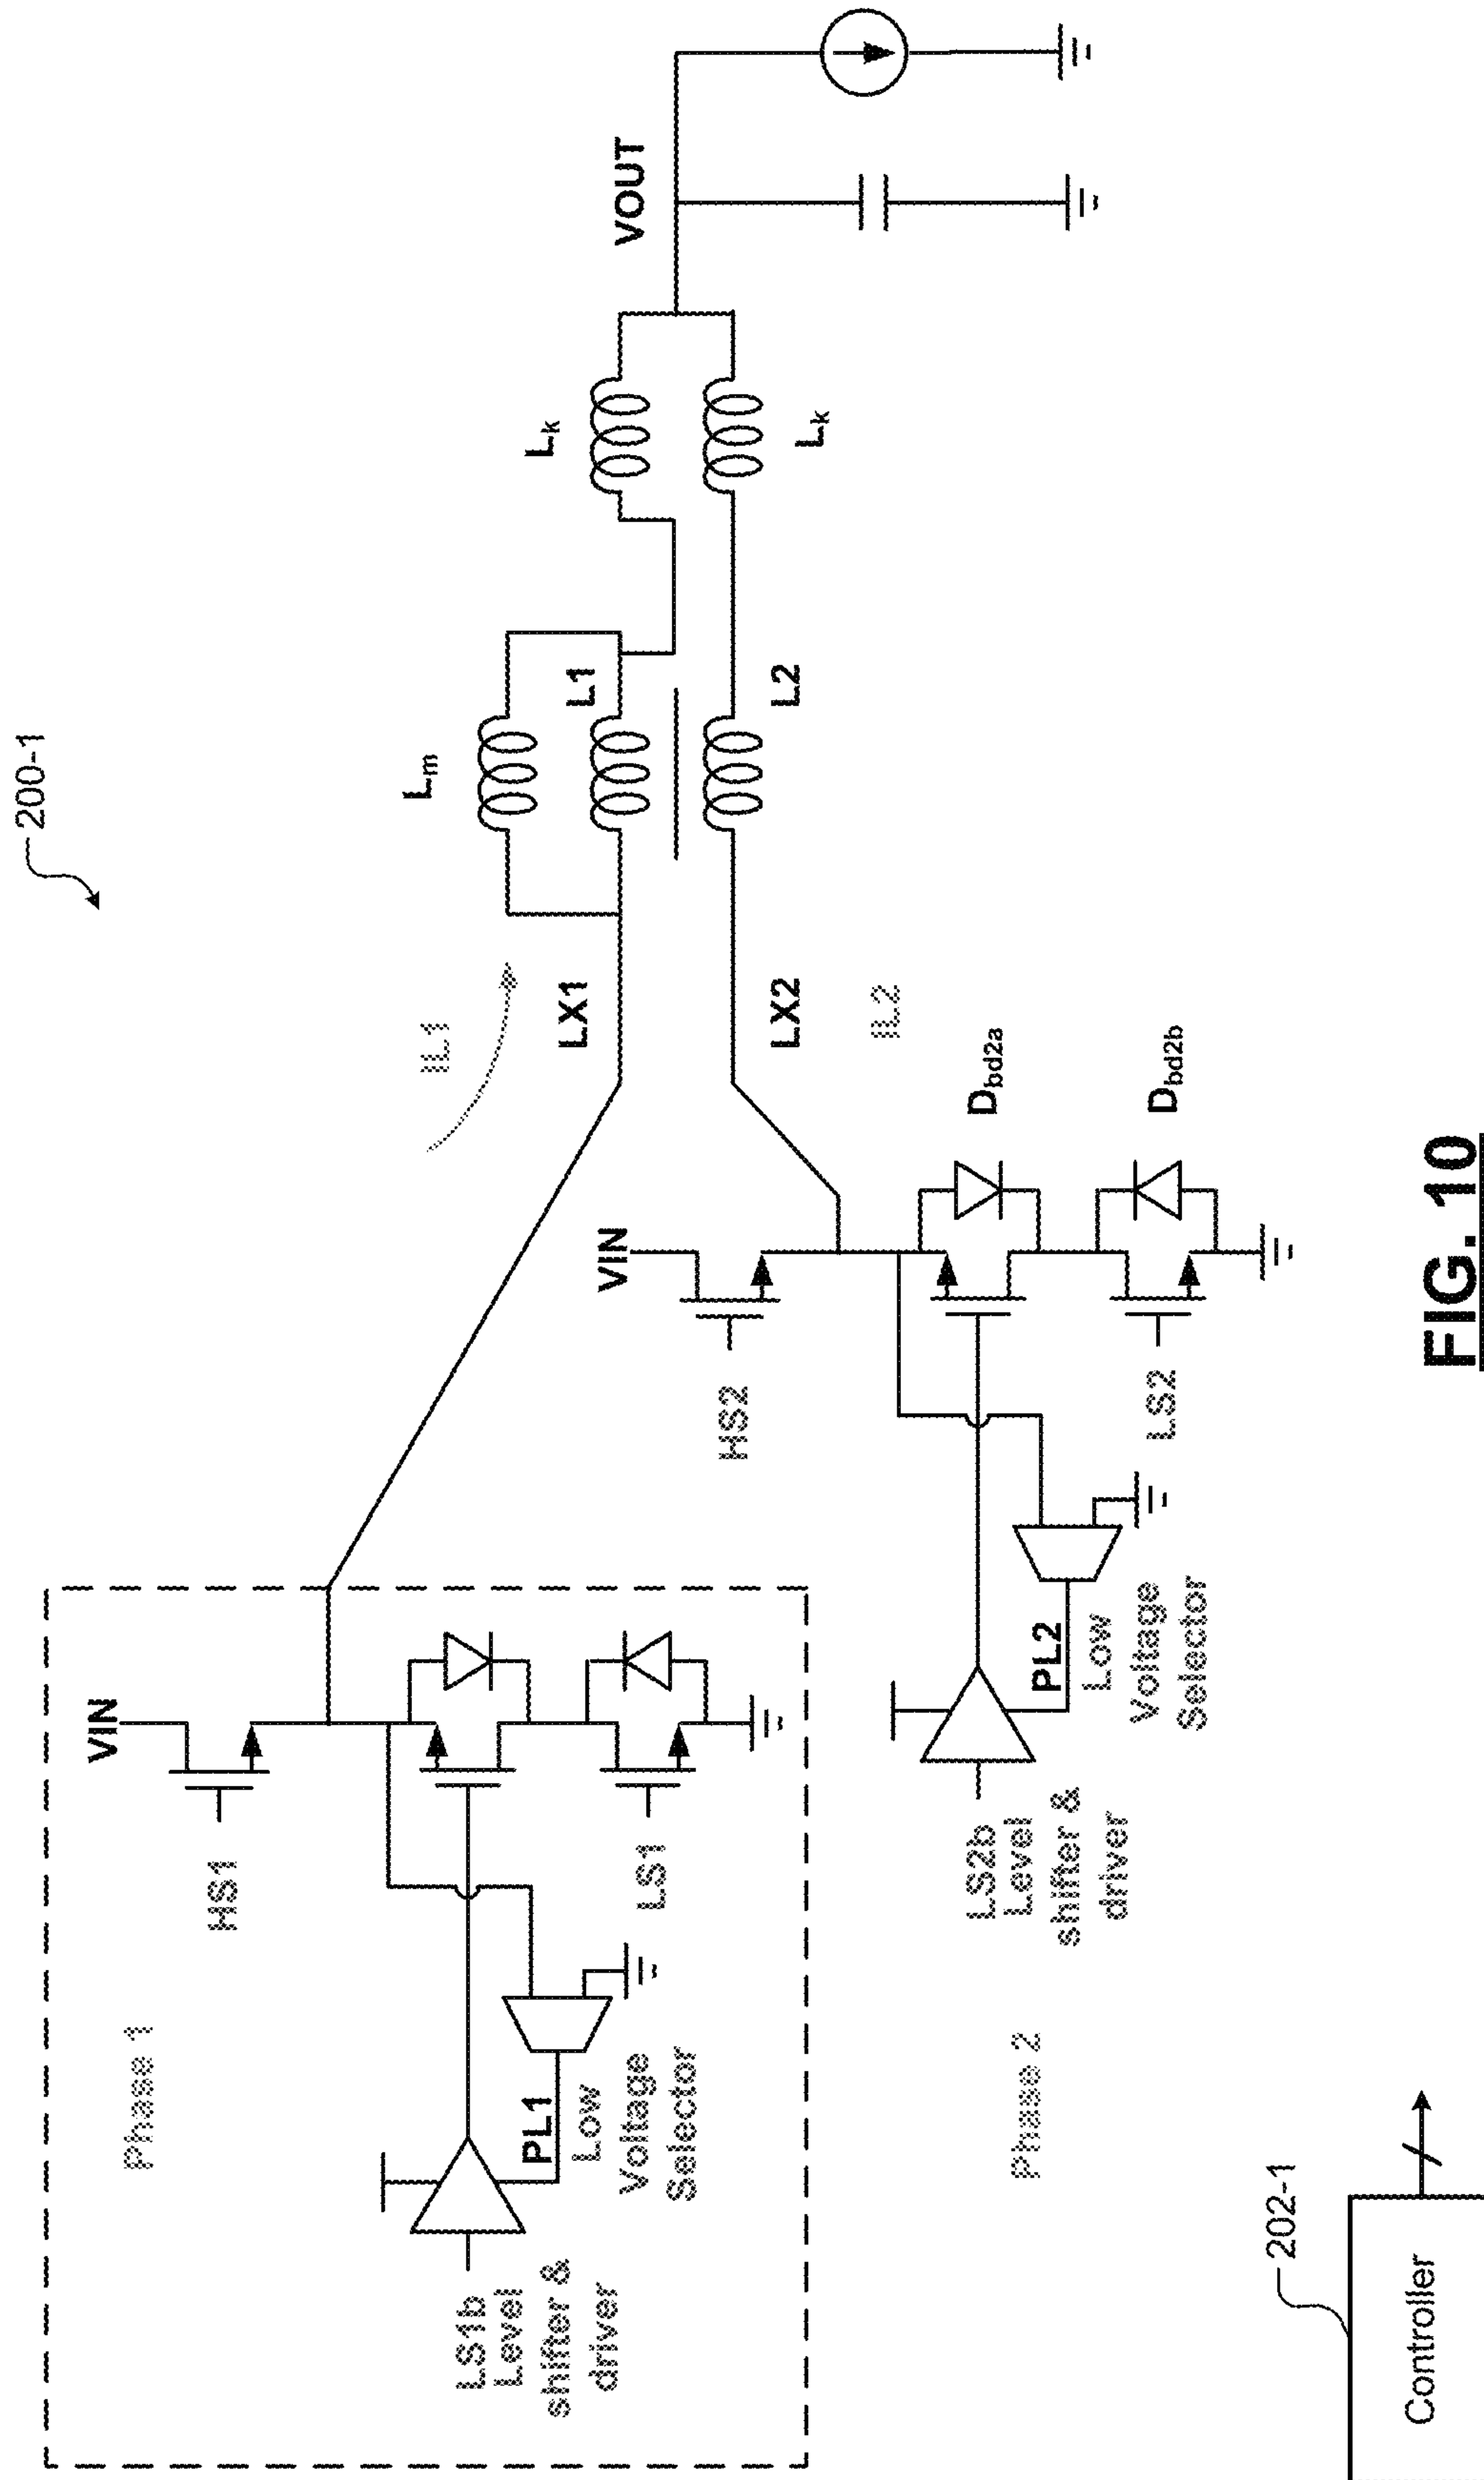 200-1
Phase 1
VIN
HS1
LS1b
Level
shifter &
driver
PL1
Low
Voltage
Selector
LS1
IL1
LX1
Lm
L1
Lk
VOUT
L2
Lk
LX2
IL2
Phase 2
VIN
HS2
LS2b
Level
shifter &
driver
PL2
Low
Voltage
Selector
LS2
Dbd2a
Dbd2b
202-1
Controller
FIG. 10